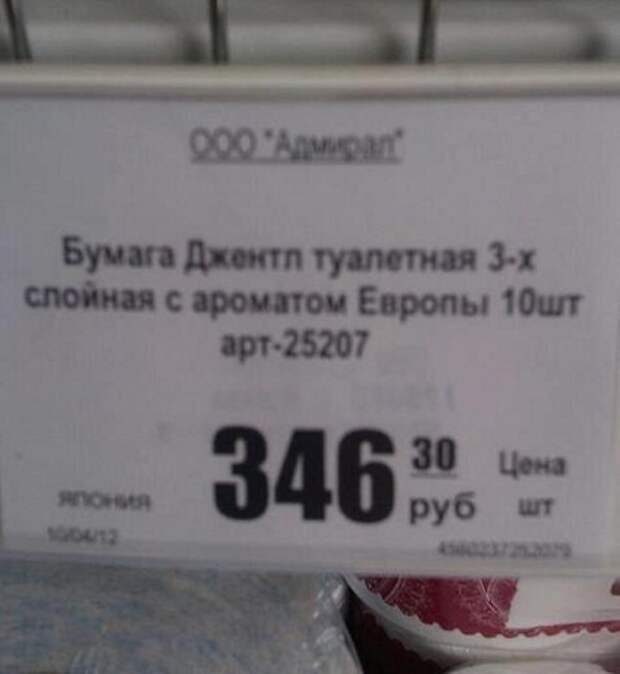 ООО "Адмирал"
Бумага Джентл туалетная 3-х
слойная с ароматом Европы 10шт
арт-25207
346 30 руб
Цена
шт
ЯПОНИЯ
10/04/12
4560237252079